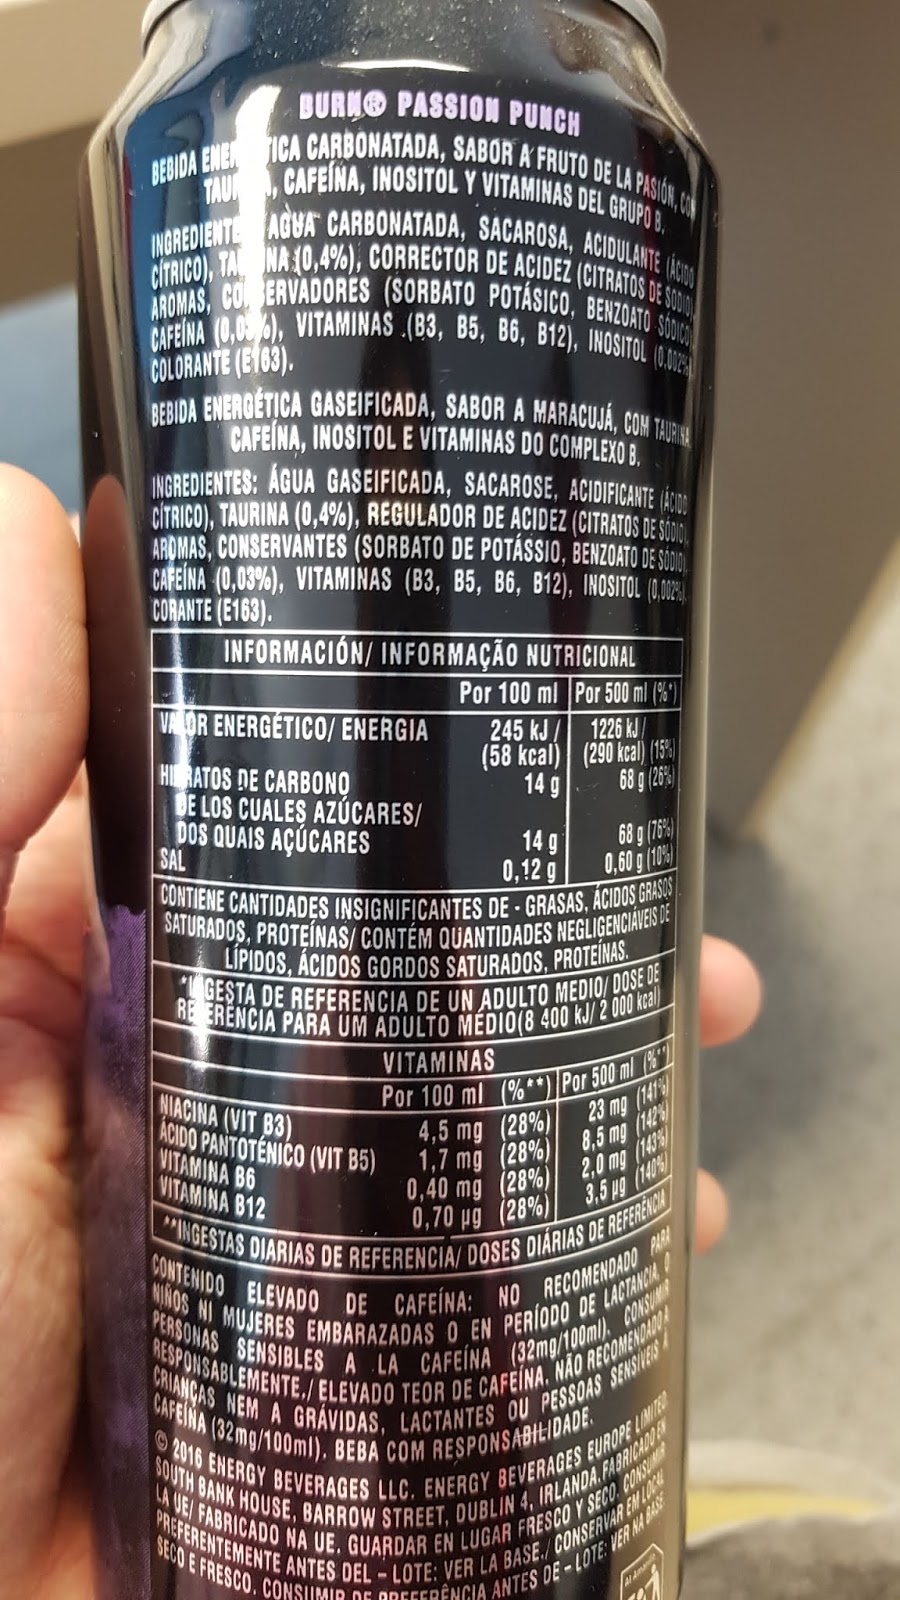 BURN® PASSION PUNCH
BEBIDA ENER TICA CARBONATADA, SABOR A FRUTO DE LA PASIÓN, CON
TAUR , CAFEÍNA, INOSITOL Y VITAMINAS DEL GRUPO B.
INGREDIENTE AGUA CARBONATADA, SACAROSA, ACIDULANTE (ÁCIDO
CÍTRICO), TA NA (0,4%), CORRECTOR DE ACIDEZ (CITRATOS DE SODIO)
AROMAS, CO ERVADORES (SORBATO POTÁSICO, BENZOATO SÓDICO)
CAFEÍNA VITAMINAS (B3, B5, B6, B12), INOSITOL (0.002%
COLORANTE (E163).
BEBIDA ENERGÉTICA GASEIFICADA, SABOR A MARACUJÁ, COM TAURINA
CAFEÍNA, INOSITOL E VITAMINAS DO COMPLEXO B.
INGREDIENTES: ÁGUA GASEIFICADA, SACAROSE, ACIDIFICANTE (ÁCIDO
CÍTRICO), TAURINA (0,4%), REGULADOR DE ACIDEZ (CITRATOS DE SÓDIO),
AROMAS, CONSERVANTES (SORBATO DE POTÁSSIO, BENZOATO DE SÓDIO),
CAFEÍNA (0,03%), VITAMINAS (B3, B5, B6, B12), INOSITOL (0,002%),
CORANTE (E163).
INFORMACIÓN/ INFORMAÇÃO NUTRICIONAL
Por 100 ml Por 500 ml (%*)
VALOR ENERGÉTICO/ ENERGIA 245 kJ / 1226 kJ /
(58 kcal) (290 kcal) (15%)
HIDRATOS DE CARBONO 14 g 68 g (26%)
DE LOS CUALES AZÚCARES/
DOS QUAIS AÇÚCARES 14 g 68 g (76%)
SAL 0,12 g 0,60 g (10%)
CONTIENE CANTIDADES INSIGNIFICANTES DE - GRASAS, ÁCIDOS GRASOS
SATURADOS, PROTEÍNAS/ CONTÉM QUANTIDADES NEGLIGENCIÁVEIS DE
LÍPIDOS, ÁCIDOS GORDOS SATURADOS, PROTEÍNAS.
*INGESTA DE REFERENCIA DE UN ADULTO MEDIO/ DOSE DE
REFERÊNCIA PARA UM ADULTO MÉDIO(8 400 kJ/ 2 000 kcal)
VITAMINAS
Por 100 ml (%**) Por 500 ml (%**)
NIACINA (VIT B3) 4,5 mg (28%) 23 mg (141%)
ÁCIDO PANTOTÉNICO (VIT B5) 1,7 mg (28%) 8,5 mg (142%)
VITAMINA B6 0,40 mg (28%) 2,0 mg (143%)
VITAMINA B12 0,70 µg (28%) 3,5 µg (140%)
**INGESTAS DIARIAS DE REFERENCIA/ DOSES DIÁRIAS DE REFERÊNCIA
CONTENIDO ELEVADO DE CAFEÍNA: NO RECOMENDADO PARA
NIÑOS NI MUJERES EMBARAZADAS O EN PERÍODO DE LACTANCIA, O
PERSONAS SENSIBLES A LA CAFEÍNA (32mg/100ml), CONSUMIR
RESPONSABLEMENTE./ ELEVADO TEOR DE CAFEÍNA, NÃO RECOMENDADO A
CRIANÇAS NEM A GRÁVIDAS, LACTANTES OU PESSOAS SENSÍVEIS À
CAFEÍNA (32mg/100ml), BEBA COM RESPONSABILIDADE.
© 2016 ENERGY BEVERAGES LLC. ENERGY BEVERAGES EUROPE LIMITED,
SOUTH BANK HOUSE, BARROW STREET, DUBLIN 4, IRLANDA. FABRICADO EN
LA UE/ FABRICADO NA UE. GUARDAR EN LUGAR FRESCO Y SECO. CONSUMIR
PREFERENTEMENTE ANTES DEL – LOTE: VER LA BASE./ CONSERVAR EM LOCAL
SECO E FRESCO. CONSUMIR DE PREFERÊNCIA ANTES DE – LOTE: VER NA BASE.
Al Amarillo